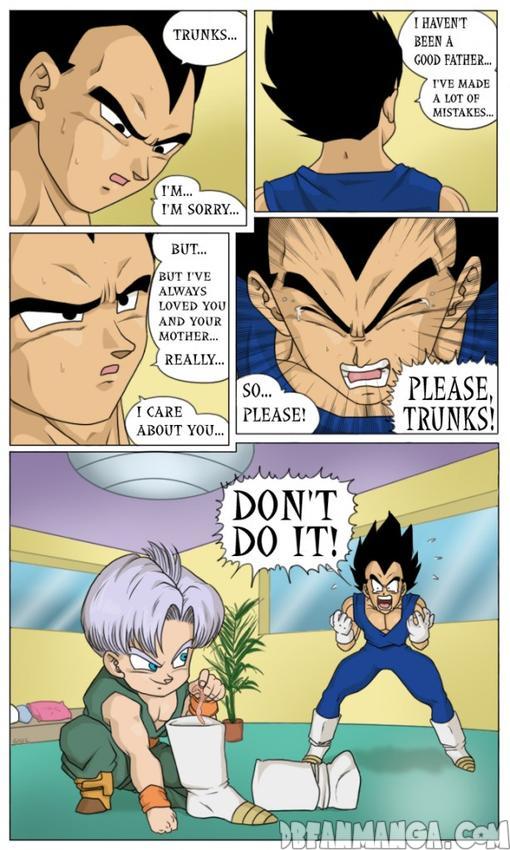 TRUNKS...
I'M...
I'M SORRY...
I HAVEN'T
BEEN A
GOOD FATHER...
I'VE MADE
A LOT OF
MISTAKES...
BUT...
BUT I'VE
ALWAYS
LOVED YOU
AND YOUR
MOTHER...
REALLY...
I CARE
ABOUT YOU...
SO...
PLEASE!
PLEASE,
TRUNKS!
DON'T
DO IT!
DBFANMANGA.COM